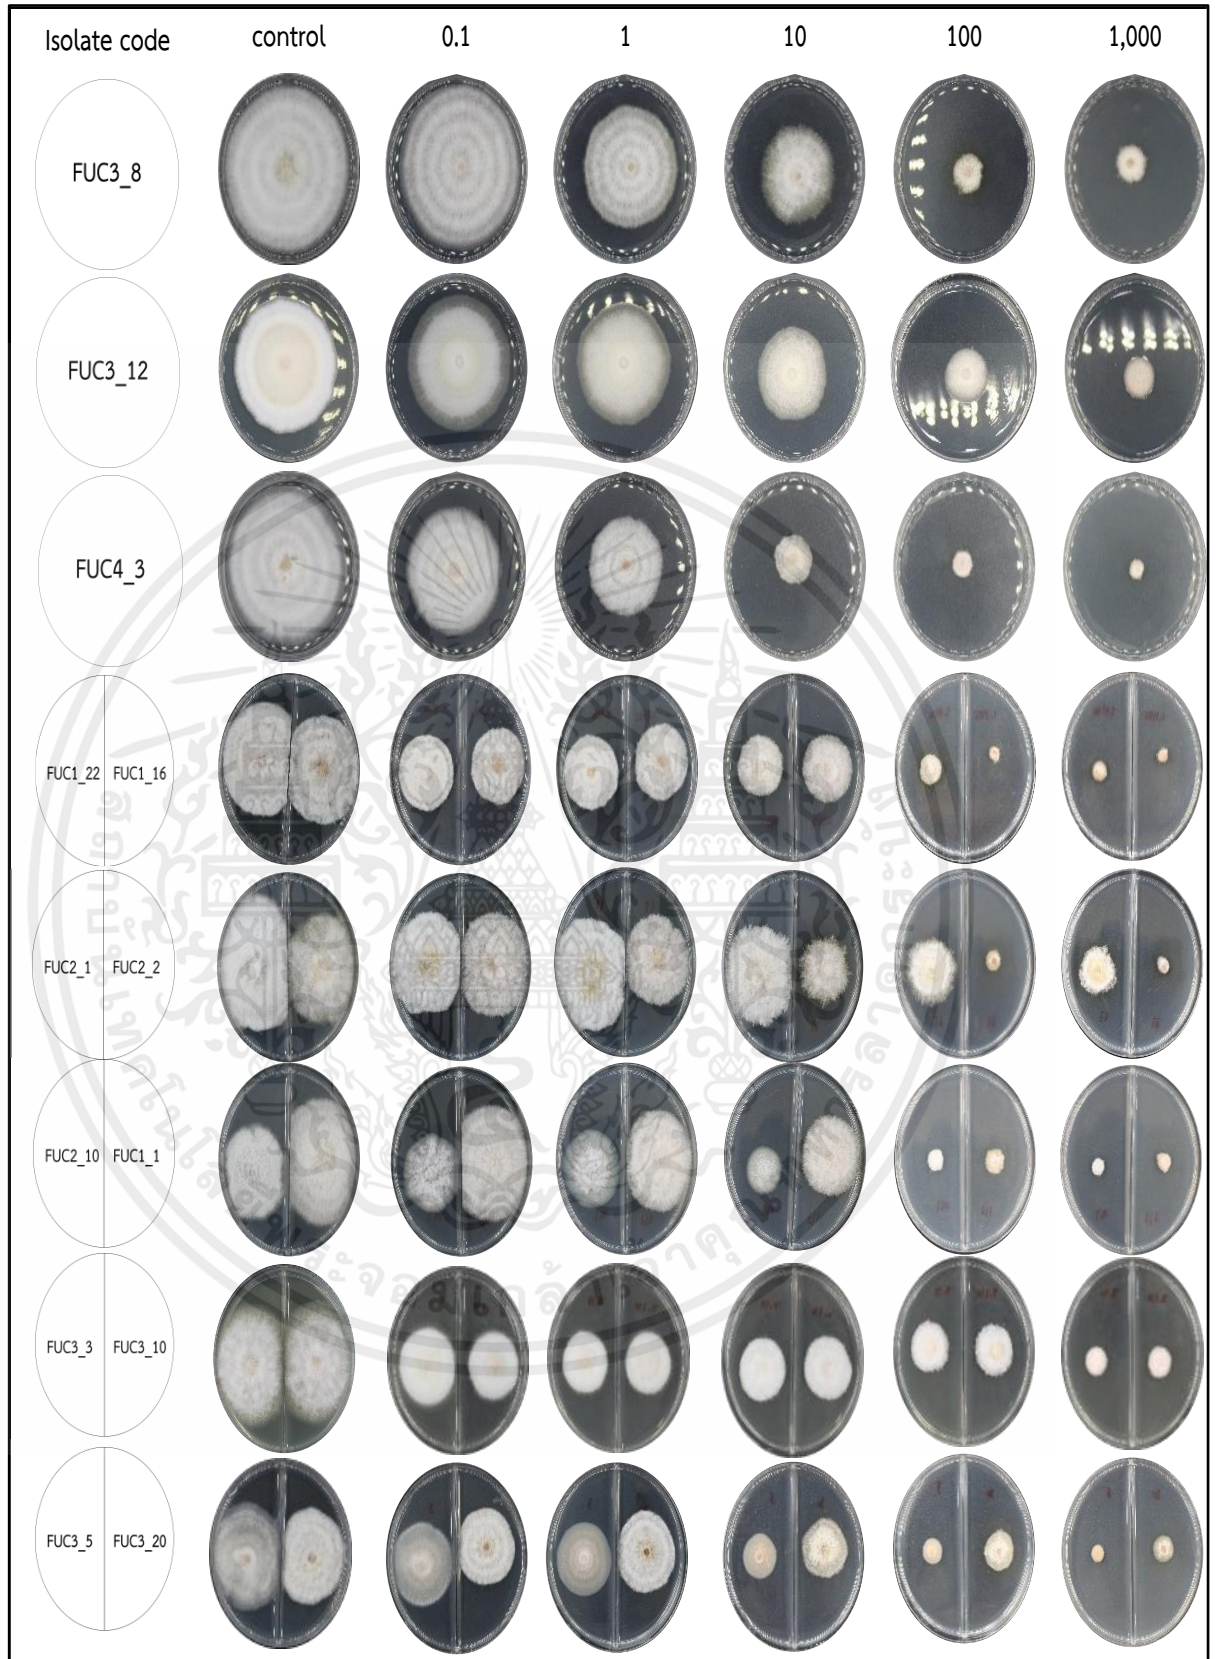 Isolate code control 0.1 1 10 100 1,000
FUC3_8
FUC3_12
FUC4_3
FUC1_22 FUC1_16
FUC2_1 FUC2_2
FUC2_10 FUC1_1
FUC3_3 FUC3_10
FUC3_5 FUC3_20